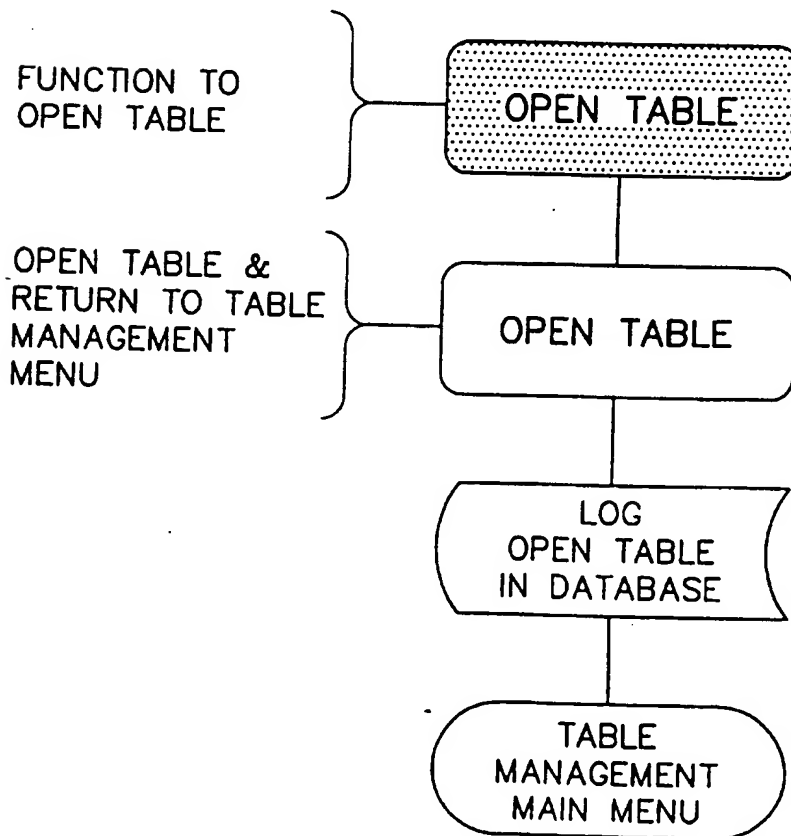 FUNCTION TO
OPEN TABLE
OPEN TABLE
OPEN TABLE &
RETURN TO TABLE
MANAGEMENT
MENU
OPEN TABLE
LOG
OPEN TABLE
IN DATABASE
TABLE
MANAGEMENT
MAIN MENU